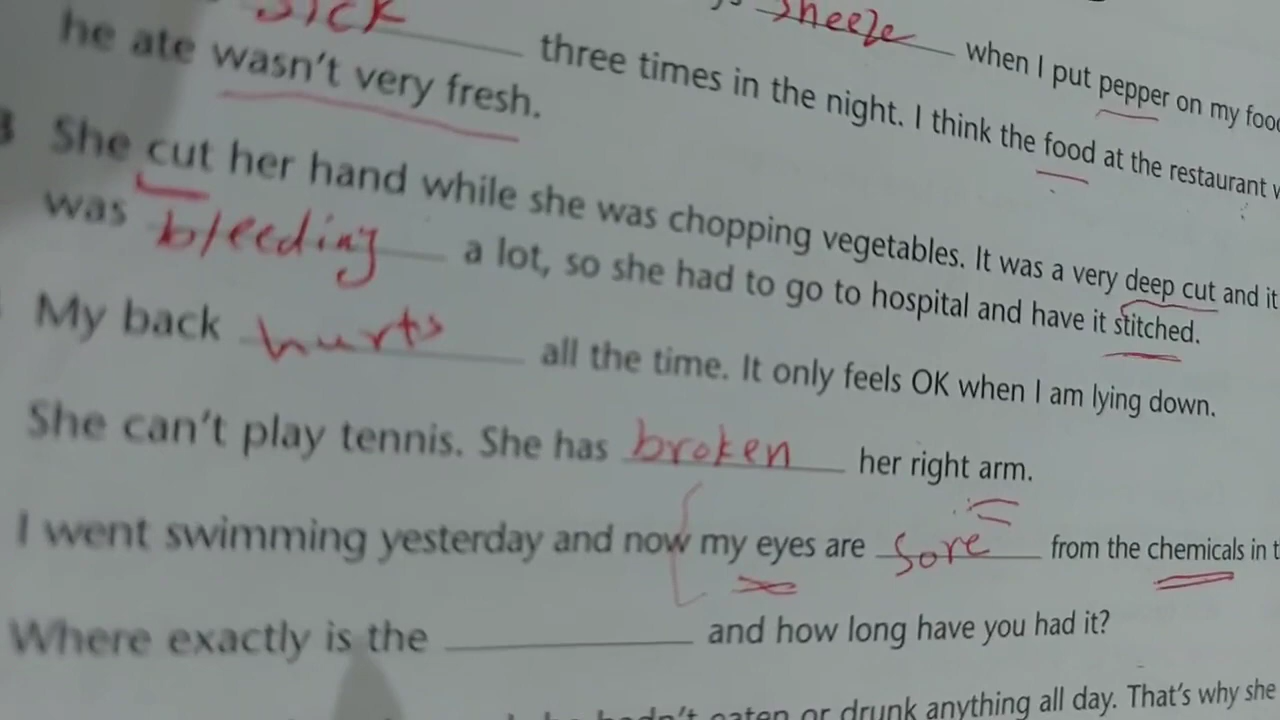 sneeze when I put pepper on my food
sick three times in the night. I think the food at the restaurant
he ate wasn't very fresh.
3 She cut her hand while she was chopping vegetables. It was a very deep cut and it
was bleeding a lot, so she had to go to hospital and have it stitched.
My back hurts all the time. It only feels OK when I am lying down.
She can't play tennis. She has broken her right arm.
I went swimming yesterday and now my eyes are sore from the chemicals in
Where exactly is the and how long have you had it?
hadn't eaten or drunk anything all day. That's why she